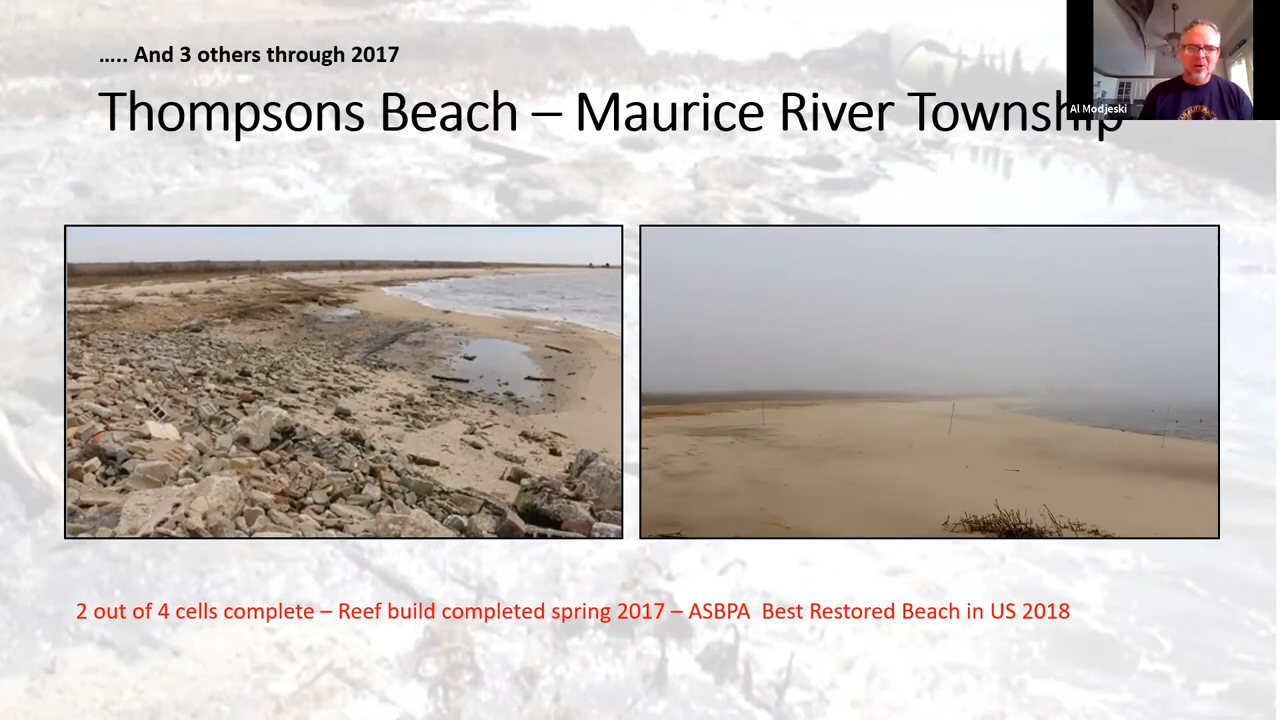 ..... And 3 others through 2017
Thompsons Beach – Maurice River Township
Al Modjeski
2 out of 4 cells complete – Reef build completed spring 2017 – ASBPA  Best Restored Beach in US 2018